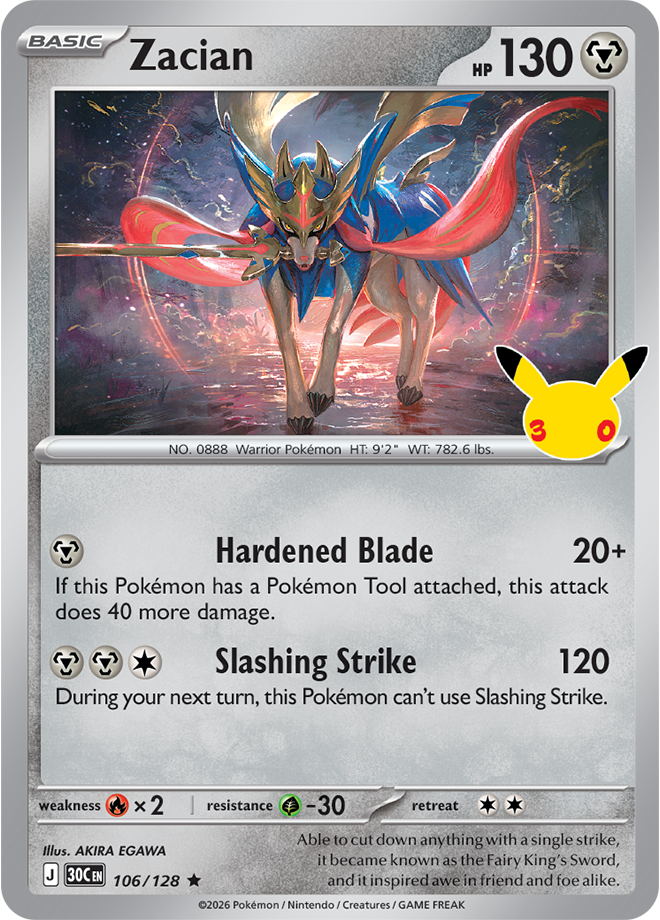 BASIC
Zacian
HP 130
30
NO. 0888 Warrior Pokémon HT: 9'2" WT: 782.6 lbs.
Hardened Blade 20+
If this Pokémon has a Pokémon Tool attached, this attack
does 40 more damage.
Slashing Strike 120
During your next turn, this Pokémon can't use Slashing Strike.
weakness ×2 resistance -30 retreat
Illus. AKIRA EGAWA
J 30C EN 106/128 ★
Able to cut down anything with a single strike,
it became known as the Fairy King's Sword,
and it inspired awe in friend and foe alike.
©2026 Pokémon / Nintendo / Creatures / GAME FREAK